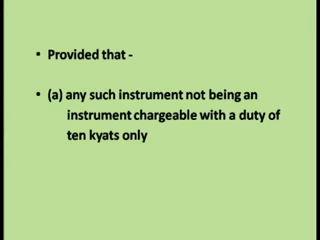 • Provided that -
• (a) any such instrument not being an
instrument chargeable with a duty of
ten kyats only